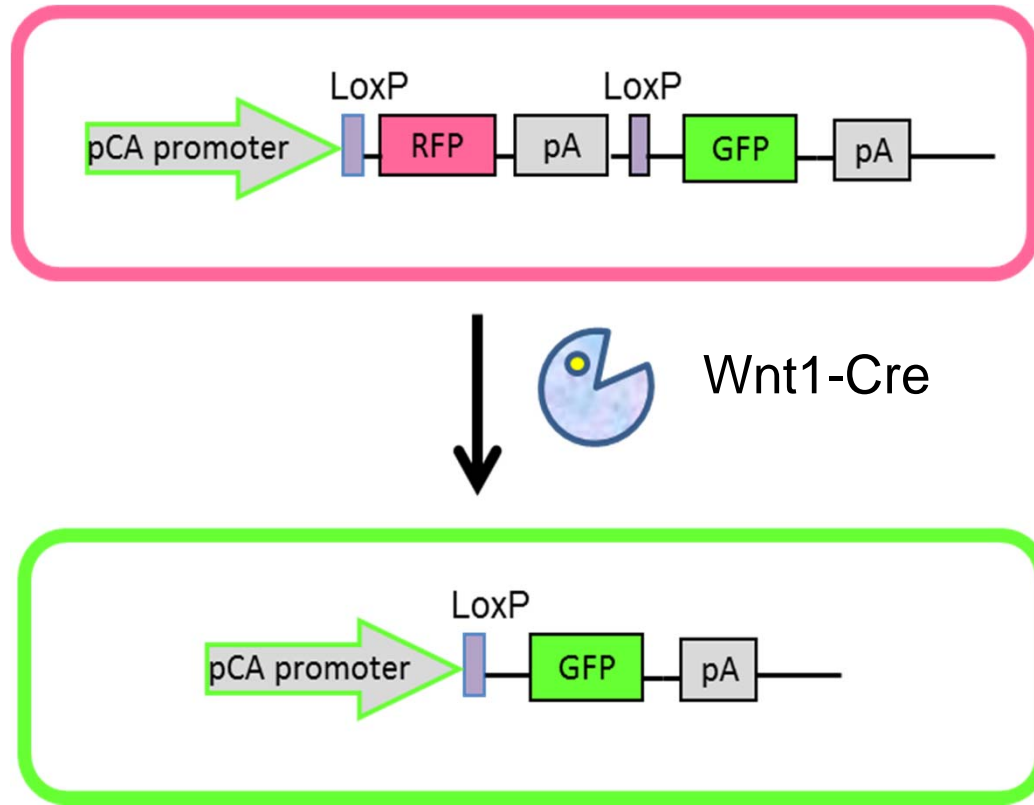 LoxP LoxP
pCA promoter RFP pA GFP pA
Wnt1-Cre
LoxP
pCA promoter GFP pA